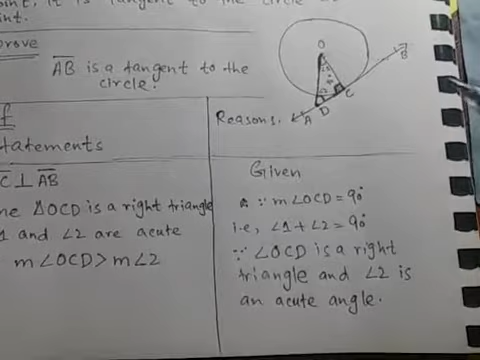 point, it is tangent to the circle at
int.
prove
AB is a tangent to the
circle.
O
B
C
D
A
f
Reasons.
tatements
C ⊥ AB
Given
∵ m∠OCD = 90°
he ΔOCD is a right triangle
i.e, ∠1 + ∠2 = 90°
1 and ∠2 are acute
∵ ∠OCD is a right
m∠OCD > m∠2
triangle and ∠2 is
an acute angle.